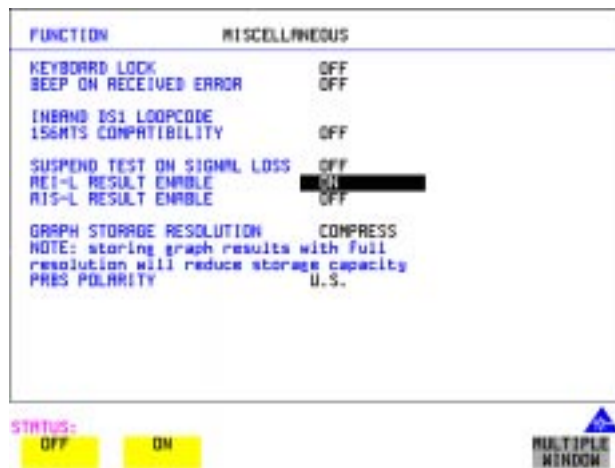 FUNCTION MISCELLANEOUS
KEYBOARD LOCK OFF
BEEP ON RECEIVED ERROR OFF
INBAND DS1 LOOPCODE
156MTS COMPATIBILITY OFF
SUSPEND TEST ON SIGNAL LOSS OFF
REI-L RESULT ENABLE ON
AIS-L RESULT ENABLE OFF
GRAPH STORAGE RESOLUTION COMPRESS
NOTE: storing graph results with full
resolution will reduce storage capacity
PRBS POLARITY U.S.
STATUS:
OFF ON MULTIPLE
WINDOW